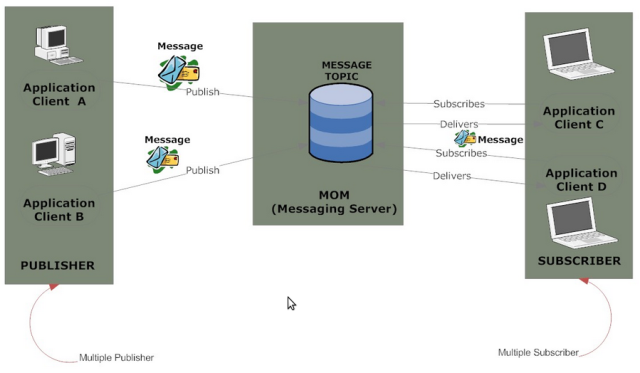 Application
Client  A
Message
Publish
Application
Client B
Message
Publish
PUBLISHER
Multiple Publisher
MESSAGE
TOPIC
MOM
(Messaging Server)
Subscribes
Delivers
Message
Subscribes
Delivers
Application
Client C
Application
Client D
SUBSCRIBER
Multiple Subscriber